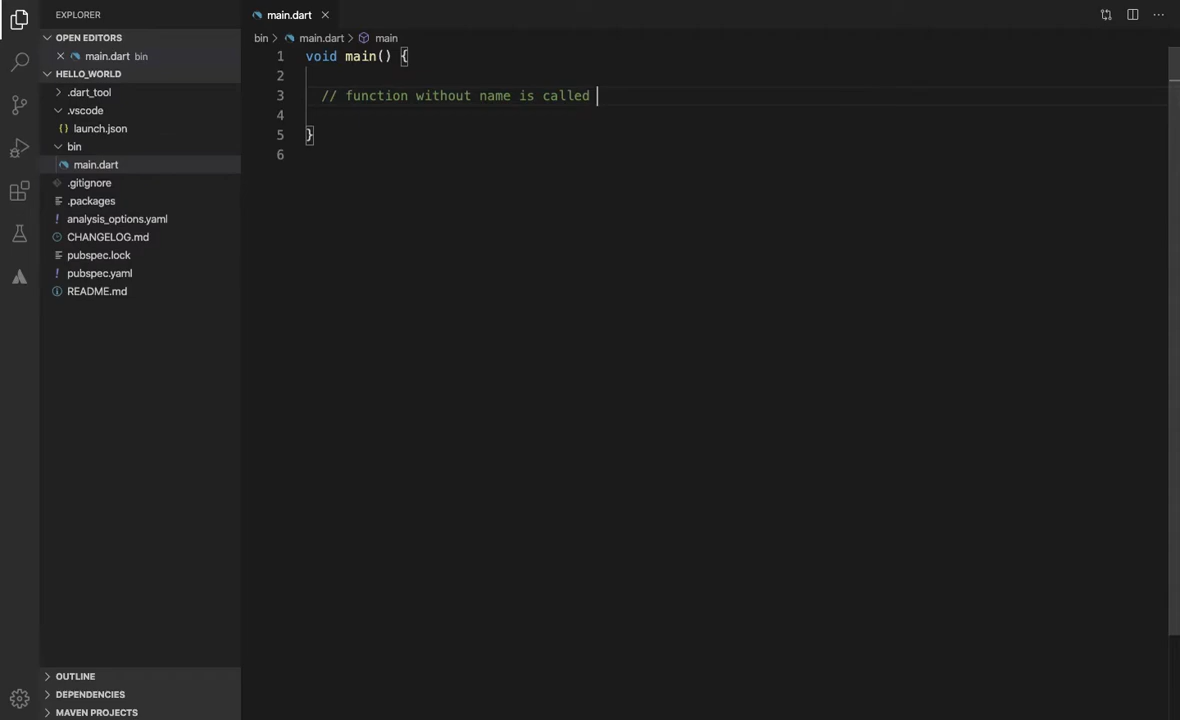 EXPLORER
OPEN EDITORS
main.dart bin
HELLO_WORLD
.dart_tool
.vscode
{} launch.json
bin
main.dart
.gitignore
.packages
! analysis_options.yaml
CHANGELOG.md
pubspec.lock
! pubspec.yaml
README.md
OUTLINE
DEPENDENCIES
MAVEN PROJECTS
main.dart
bin > main.dart > main
1 void main() {
2
3 // function without name is called
4
5 }
6